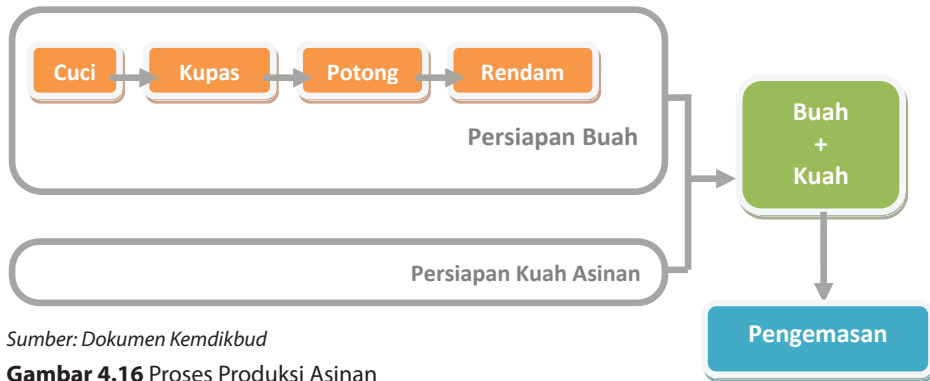 Cuci
Kupas
Potong
Rendam
Persiapan Buah
Buah
+
Kuah
Persiapan Kuah Asinan
Pengemasan
Sumber: Dokumen Kemdikbud
Gambar 4.16 Proses Produksi Asinan